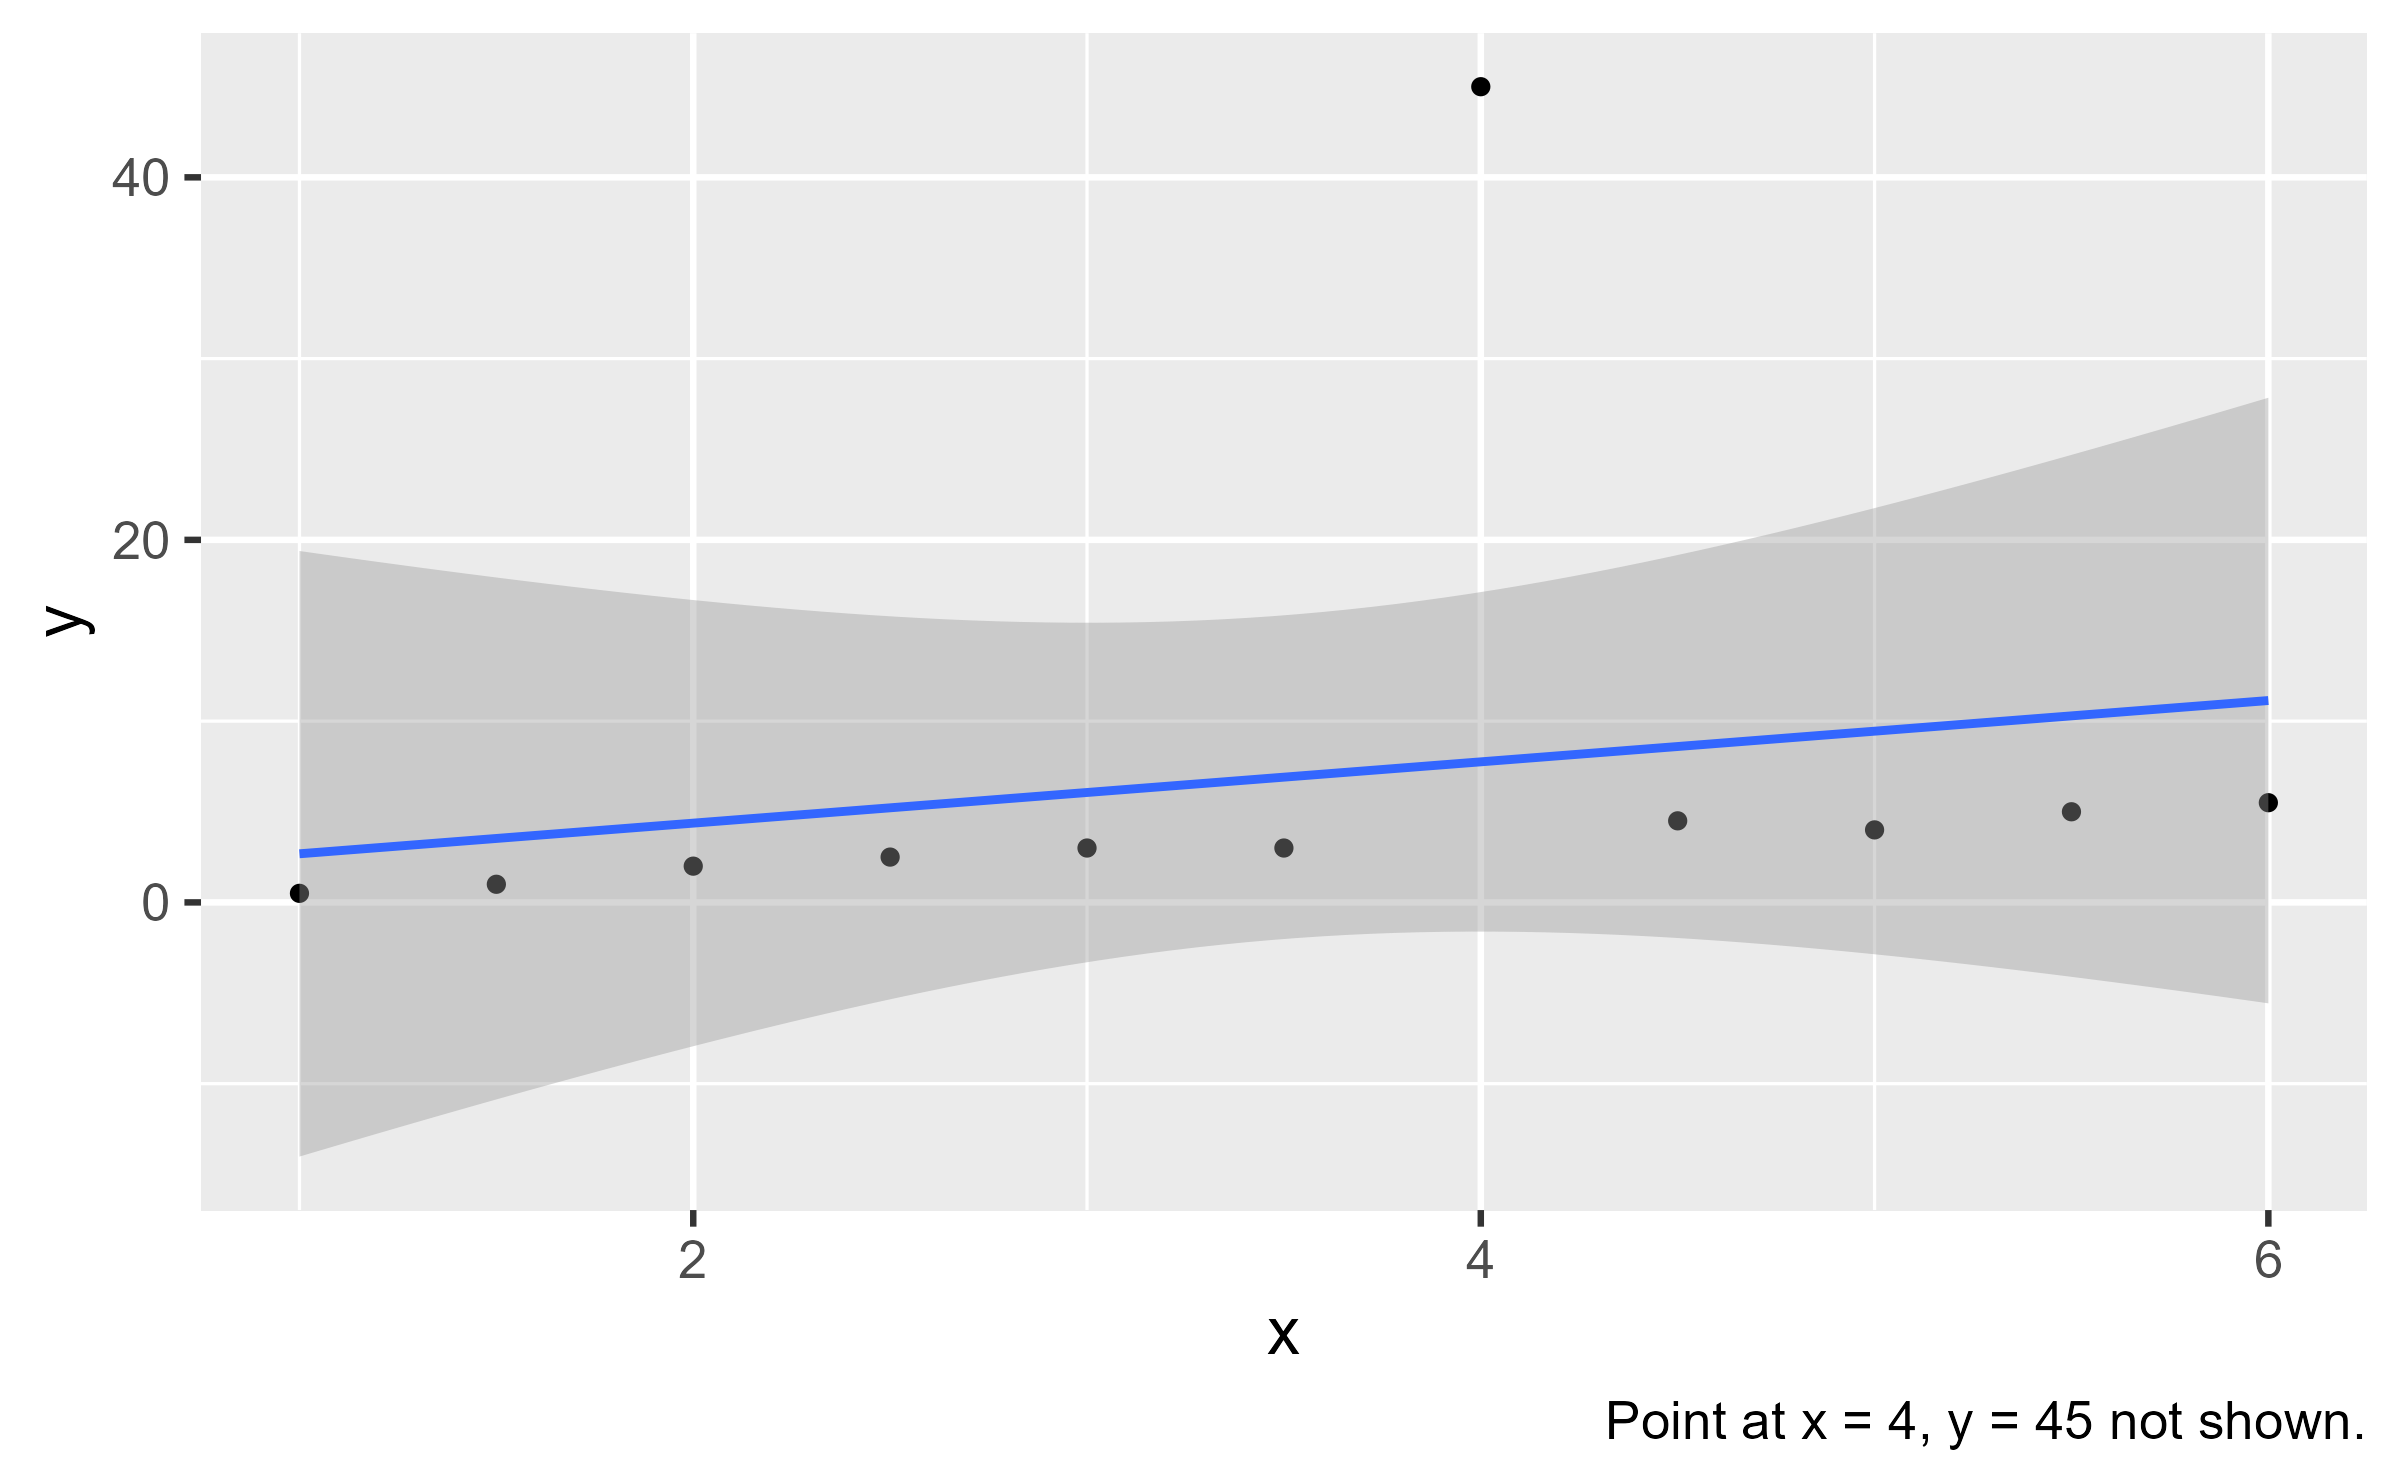 40
20
0
y
2 4 6
x
Point at x = 4, y = 45 not shown.